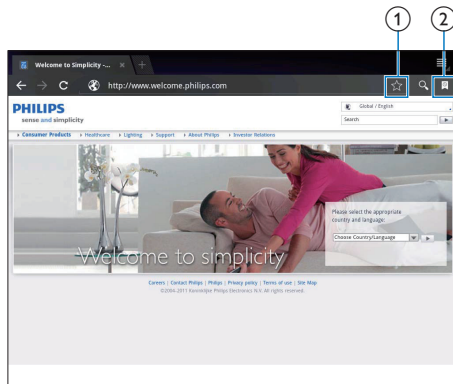 1
2
Welcome to Simplicity -...
http://www.welcome.philips.com
PHILIPS
sense and simplicity
Global / English
Search
Consumer Products
Healthcare
Lighting
Support
About Philips
Investor Relations
Please select the appropriate
country and language:
Choose Country/Language
Welcome to simplicity
Careers | Contact Philips | Philips | Privacy policy | Terms of use | Site Map
©2004-2011 Koninklijke Philips Electronics N.V. All rights reserved.